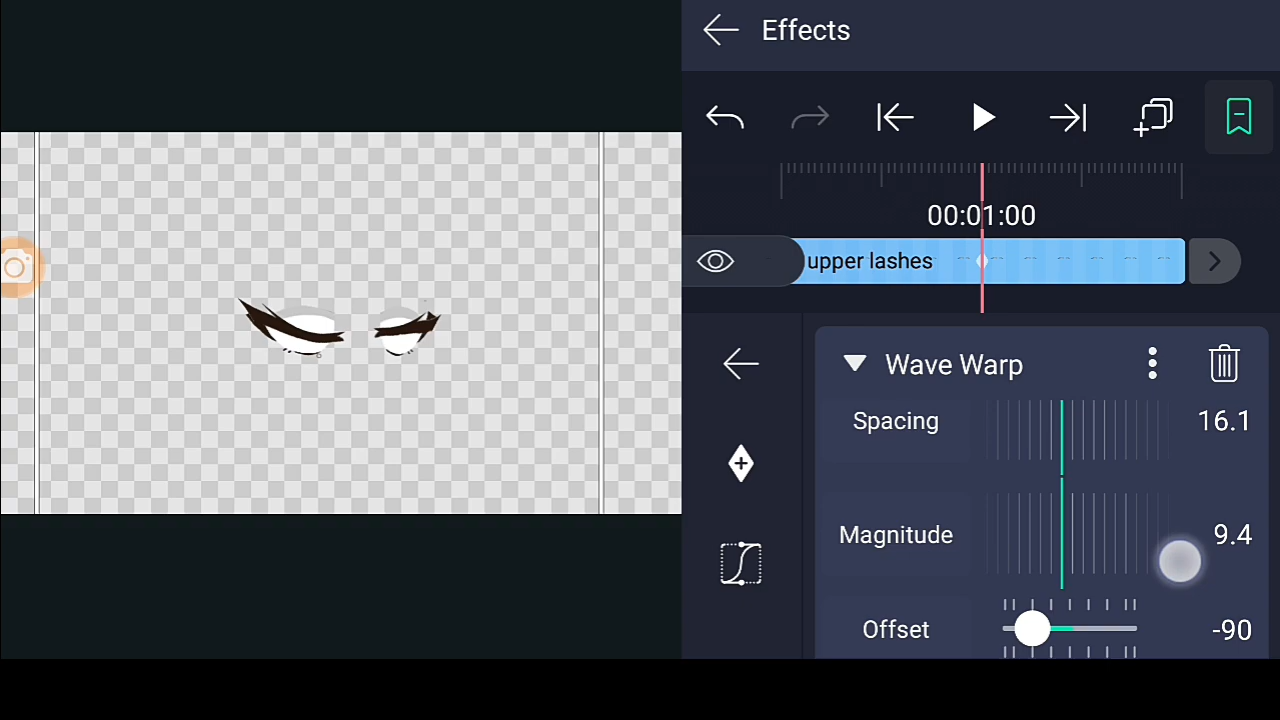 Effects
00:01:00
upper lashes
Wave Warp
Spacing 16.1
Magnitude 9.4
Offset -90